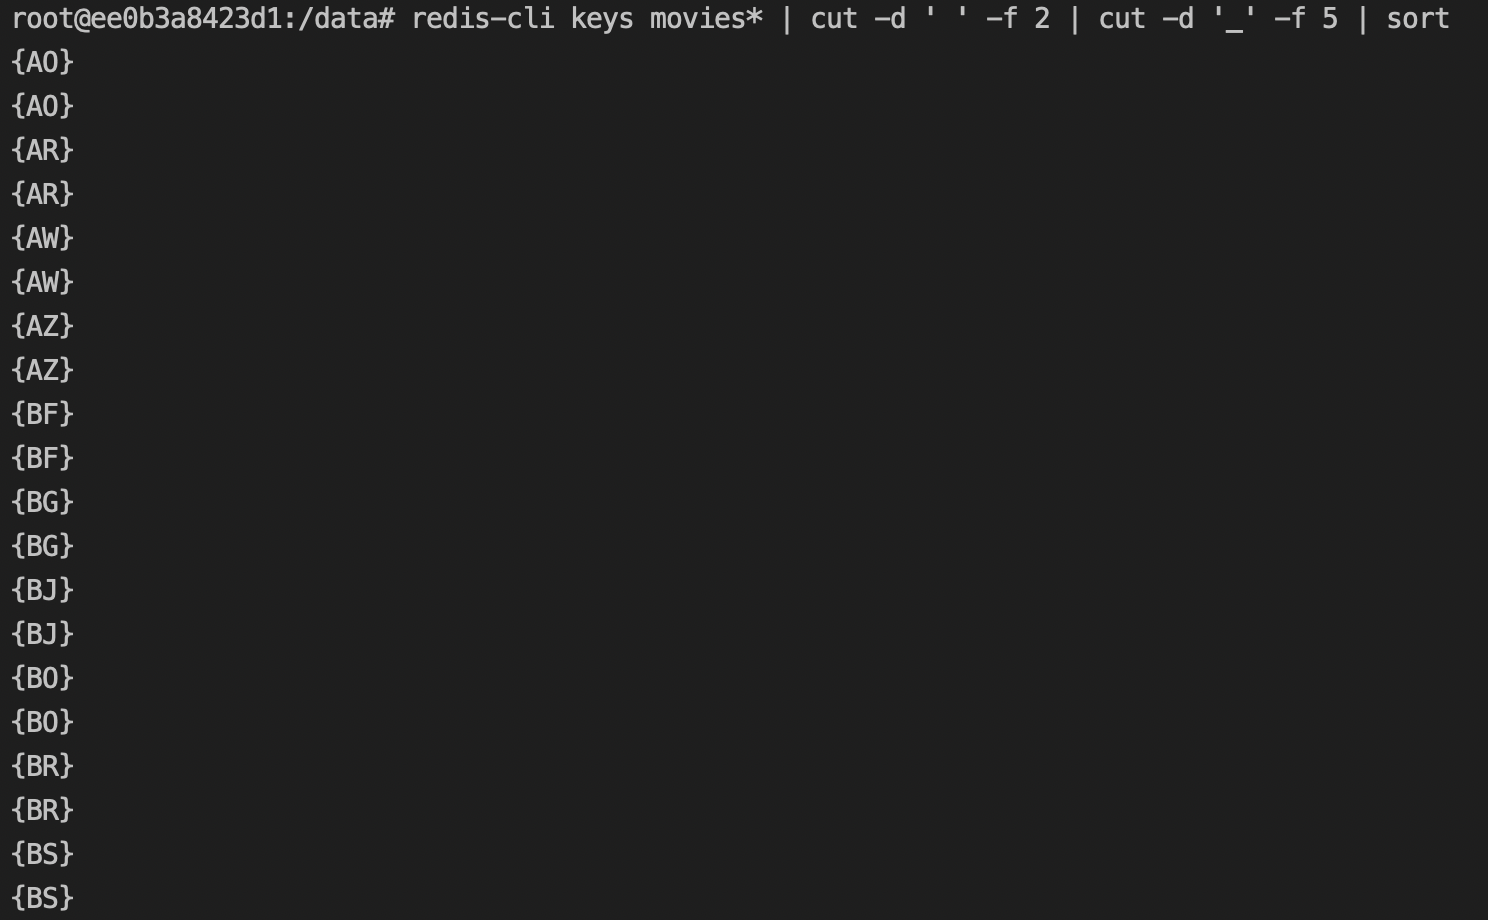 root@ee0b3a8423d1:/data# redis-cli keys movies* | cut -d ' ' -f 2 | cut -d '_' -f 5 | sort
{AO}
{AO}
{AR}
{AR}
{AW}
{AW}
{AZ}
{AZ}
{BF}
{BF}
{BG}
{BG}
{BJ}
{BJ}
{BO}
{BO}
{BR}
{BR}
{BS}
{BS}